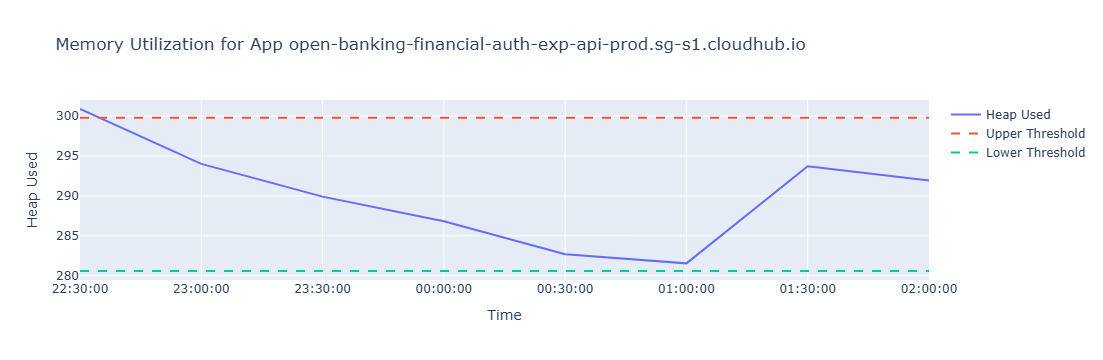 Memory Utilization for App open-banking-financial-auth-exp-api-prod.sg-s1.cloudhub.io
300
295
290
285
280
Heap Used
22:30:00
23:00:00
23:30:00
00:00:00
00:30:00
01:00:00
01:30:00
02:00:00
Time
Heap Used
Upper Threshold
Lower Threshold